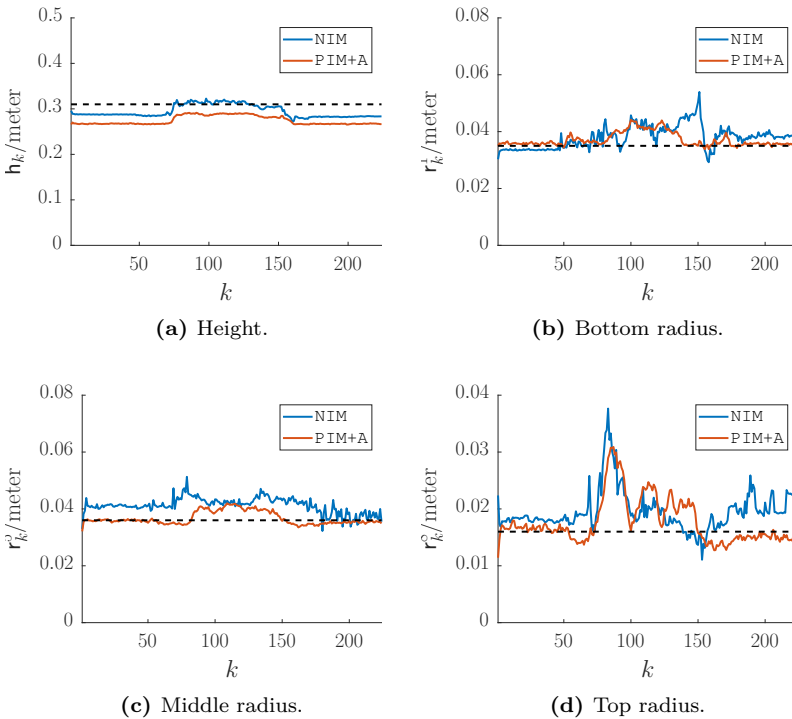 0.5
0.4
0.3
0.2
0.1
0
50 100 150 200
h_k/meter
k
NIM
PIM+A
(a) Height.
0.08
0.06
0.04
0.02
0
50 100 150 200
/meter
k
NIM
PIM+A
(b) Bottom radius.
0.08
0.06
0.04
0.02
0
50 100 150 200
/meter
k
NIM
PIM+A
(c) Middle radius.
0.04
0.03
0.02
0.01
0
50 100 150 200
/meter
k
NIM
PIM+A
(d) Top radius.